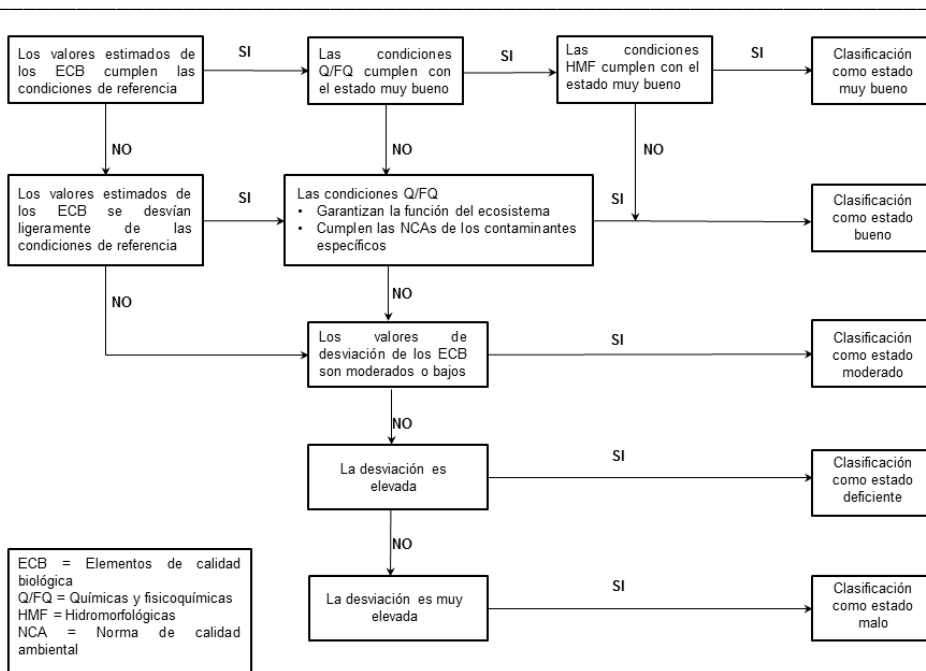 Los valores estimados de
los ECB cumplen las
condiciones de referencia
SI
Las condiciones
Q/FQ cumplen con
el estado muy bueno
SI
Las condiciones
HMF cumplen con el
estado muy bueno
SI
Clasificación
como estado
muy bueno
NO
NO
NO
Los valores estimados de
los ECB se desvían
ligeramente de las
condiciones de referencia
SI
Las condiciones Q/FQ
• Garantizan la función del ecosistema
• Cumplen las NCAs de los contaminantes
específicos
SI
Clasificación
como estado
bueno
NO
NO
Los valores de
desviación de los ECB
son moderados o bajos
SI
Clasificación
como estado
moderado
NO
La desviación es
elevada
SI
Clasificación
como estado
deficiente
NO
La desviación es muy
elevada
SI
Clasificación
como estado
malo
ECB = Elementos de calidad
biológica
Q/FQ = Químicas y fisicoquímicas
HMF = Hidromorfológicas
NCA = Norma de calidad
ambiental